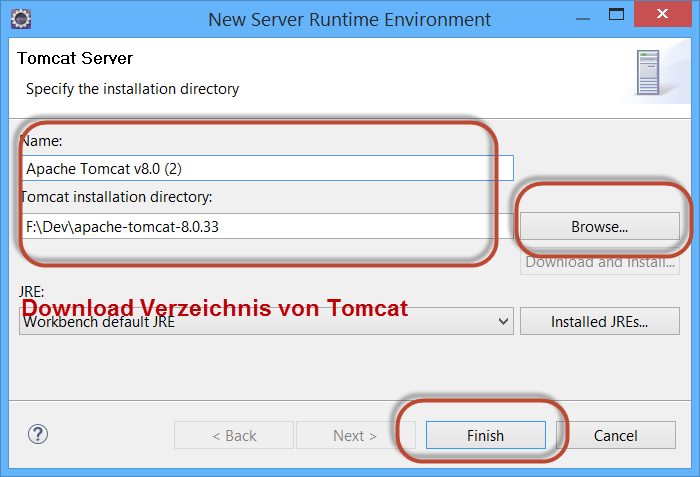 New Server Runtime Environment
Tomcat Server
Specify the installation directory
Name:
Apache Tomcat v8.0 (2)
Tomcat installation directory:
F:\Dev\apache-tomcat-8.0.33
Browse...
Download and Install...
JRE:
Download Verzeichnis von Tomcat
Workbench default JRE
Installed JREs...
?
< Back
Next >
Finish
Cancel